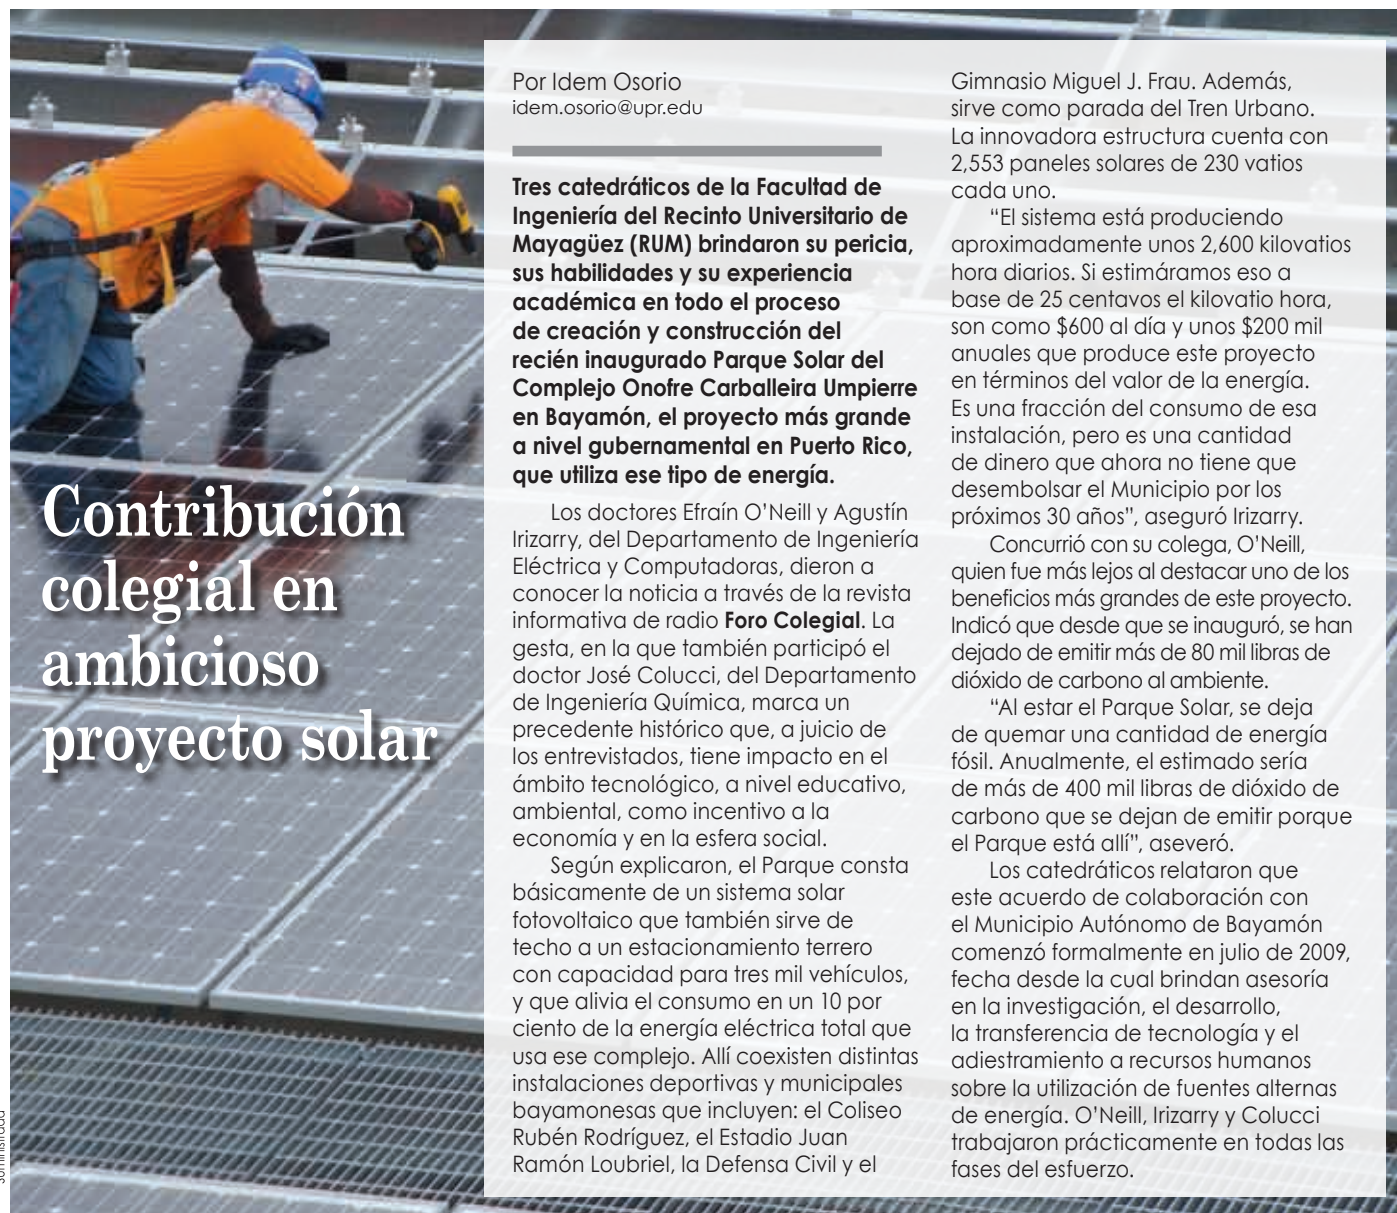 Contribución
colegial en
ambicioso
proyecto solar
Por Idem Osorio
idem.osorio@upr.edu
Tres catedráticos de la Facultad de
Ingeniería del Recinto Universitario de
Mayagüez (RUM) brindaron su pericia,
sus habilidades y su experiencia
académica en todo el proceso
de creación y construcción del
recién inaugurado Parque Solar del
Complejo Onofre Carballeira Umpierre
en Bayamón, el proyecto más grande
a nivel gubernamental en Puerto Rico,
que utiliza ese tipo de energía.
Los doctores Efraín O’Neill y Agustín
Irizarry, del Departamento de Ingeniería
Eléctrica y Computadoras, dieron a
conocer la noticia a través de la revista
informativa de radio Foro Colegial. La
gesta, en la que también participó el
doctor José Colucci, del Departamento
de Ingeniería Química, marca un
precedente histórico que, a juicio de
los entrevistados, tiene impacto en el
ámbito tecnológico, a nivel educativo,
ambiental, como incentivo a la
economía y en la esfera social.
Según explicaron, el Parque consta
básicamente de un sistema solar
fotovoltaico que también sirve de
techo a un estacionamiento terrero
con capacidad para tres mil vehículos,
y que alivia el consumo en un 10 por
ciento de la energía eléctrica total que
usa ese complejo. Allí coexisten distintas
instalaciones deportivas y municipales
bayamonesas que incluyen: el Coliseo
Rubén Rodríguez, el Estadio Juan
Ramón Loubriel, la Defensa Civil y el
Gimnasio Miguel J. Frau. Además,
sirve como parada del Tren Urbano.
La innovadora estructura cuenta con
2,553 paneles solares de 230 vatios
cada uno.
“El sistema está produciendo
aproximadamente unos 2,600 kilovatios
hora diarios. Si estimáramos eso a
base de 25 centavos el kilovatio hora,
son como $600 al día y unos $200 mil
anuales que produce este proyecto
en términos del valor de la energía.
Es una fracción del consumo de esa
instalación, pero es una cantidad
de dinero que ahora no tiene que
desembolsar el Municipio por los
próximos 30 años”, aseguró Irizarry.
Concurrió con su colega, O’Neill,
quien fue más lejos al destacar uno de los
beneficios más grandes de este proyecto.
Indicó que desde que se inauguró, se han
dejado de emitir más de 80 mil libras de
dióxido de carbono al ambiente.
“Al estar el Parque Solar, se deja
de quemar una cantidad de energía
fósil. Anualmente, el estimado sería
de más de 400 mil libras de dióxido de
carbono que se dejan de emitir porque
el Parque está allí”, aseveró.
Los catedráticos relataron que
este acuerdo de colaboración con
el Municipio Autónomo de Bayamón
comenzó formalmente en julio de 2009,
fecha desde la cual brindan asesoría
en la investigación, el desarrollo,
la transferencia de tecnología y el
adiestramiento a recursos humanos
sobre la utilización de fuentes alternas
de energía. O’Neill, Irizarry y Colucci
trabajaron prácticamente en todas las
fases del esfuerzo.